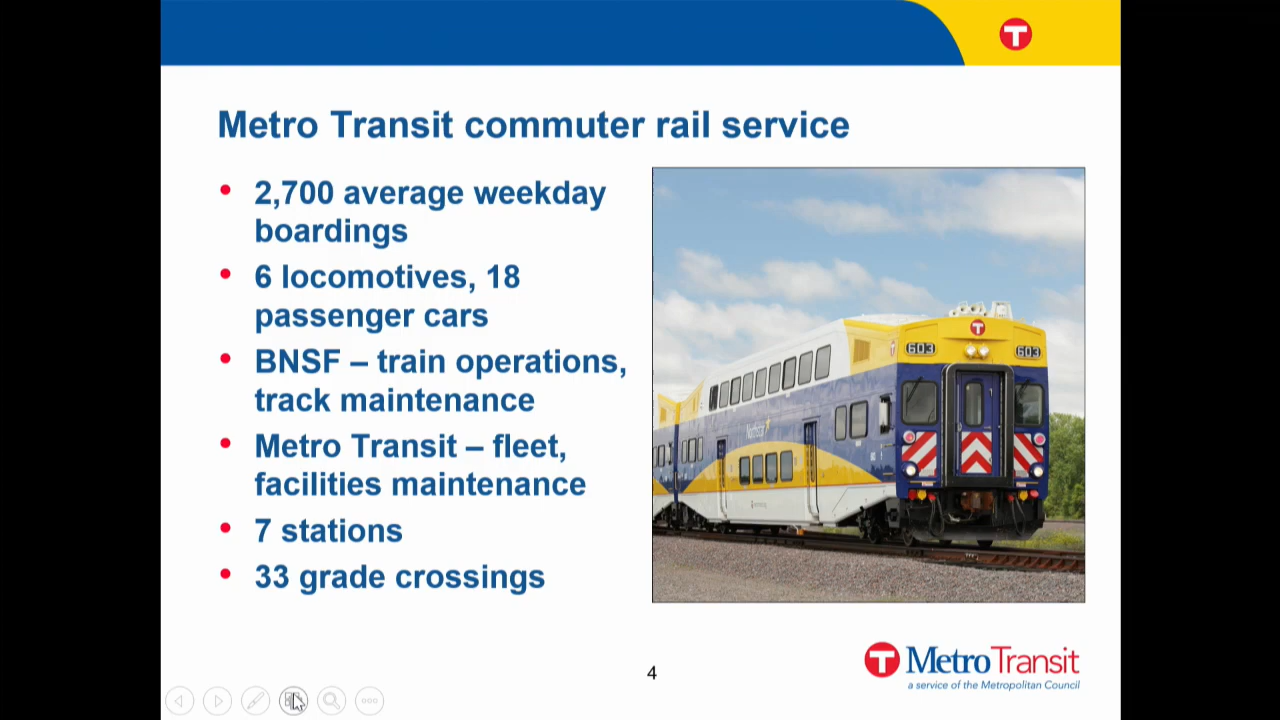 T
Metro Transit commuter rail service
• 2,700 average weekday
boardings
• 6 locomotives, 18
passenger cars
• BNSF – train operations,
track maintenance
• Metro Transit – fleet,
facilities maintenance
• 7 stations
• 33 grade crossings
T
603
603
Northstar
T MetroTransit
a service of the Metropolitan Council
4